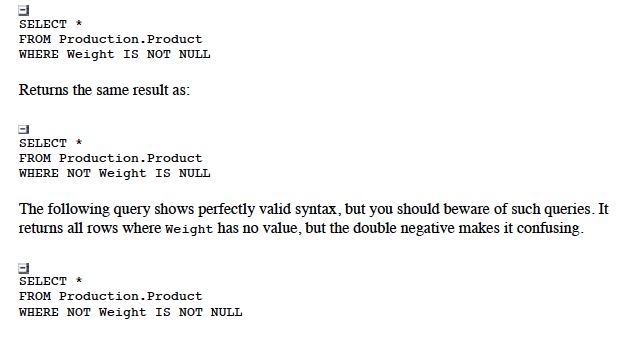 SELECT *
FROM Production.Product
WHERE Weight IS NOT NULL
Returns the same result as:
SELECT *
FROM Production.Product
WHERE NOT Weight IS NULL
The following query shows perfectly valid syntax, but you should beware of such queries. It
returns all rows where Weight has no value, but the double negative makes it confusing.
SELECT *
FROM Production.Product
WHERE NOT Weight IS NOT NULL